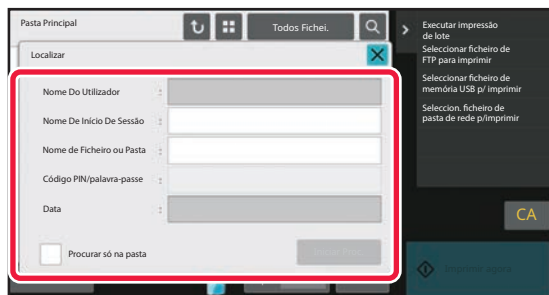 Pasta Principal
Todos Fichei.
Localizar
Nome Do Utilizador :
Nome De Início De Sessão :
Nome de Ficheiro ou Pasta :
Código PIN/palavra-passe :
Data :
Procurar só na pasta
Executar impressão
de lote
Seleccionar ficheiro de
FTP para imprimir
Seleccionar ficheiro de
memória USB p/ imprimir
Seleccion. ficheiro de
pasta de rede p/imprimir
CA
Imprimir agora